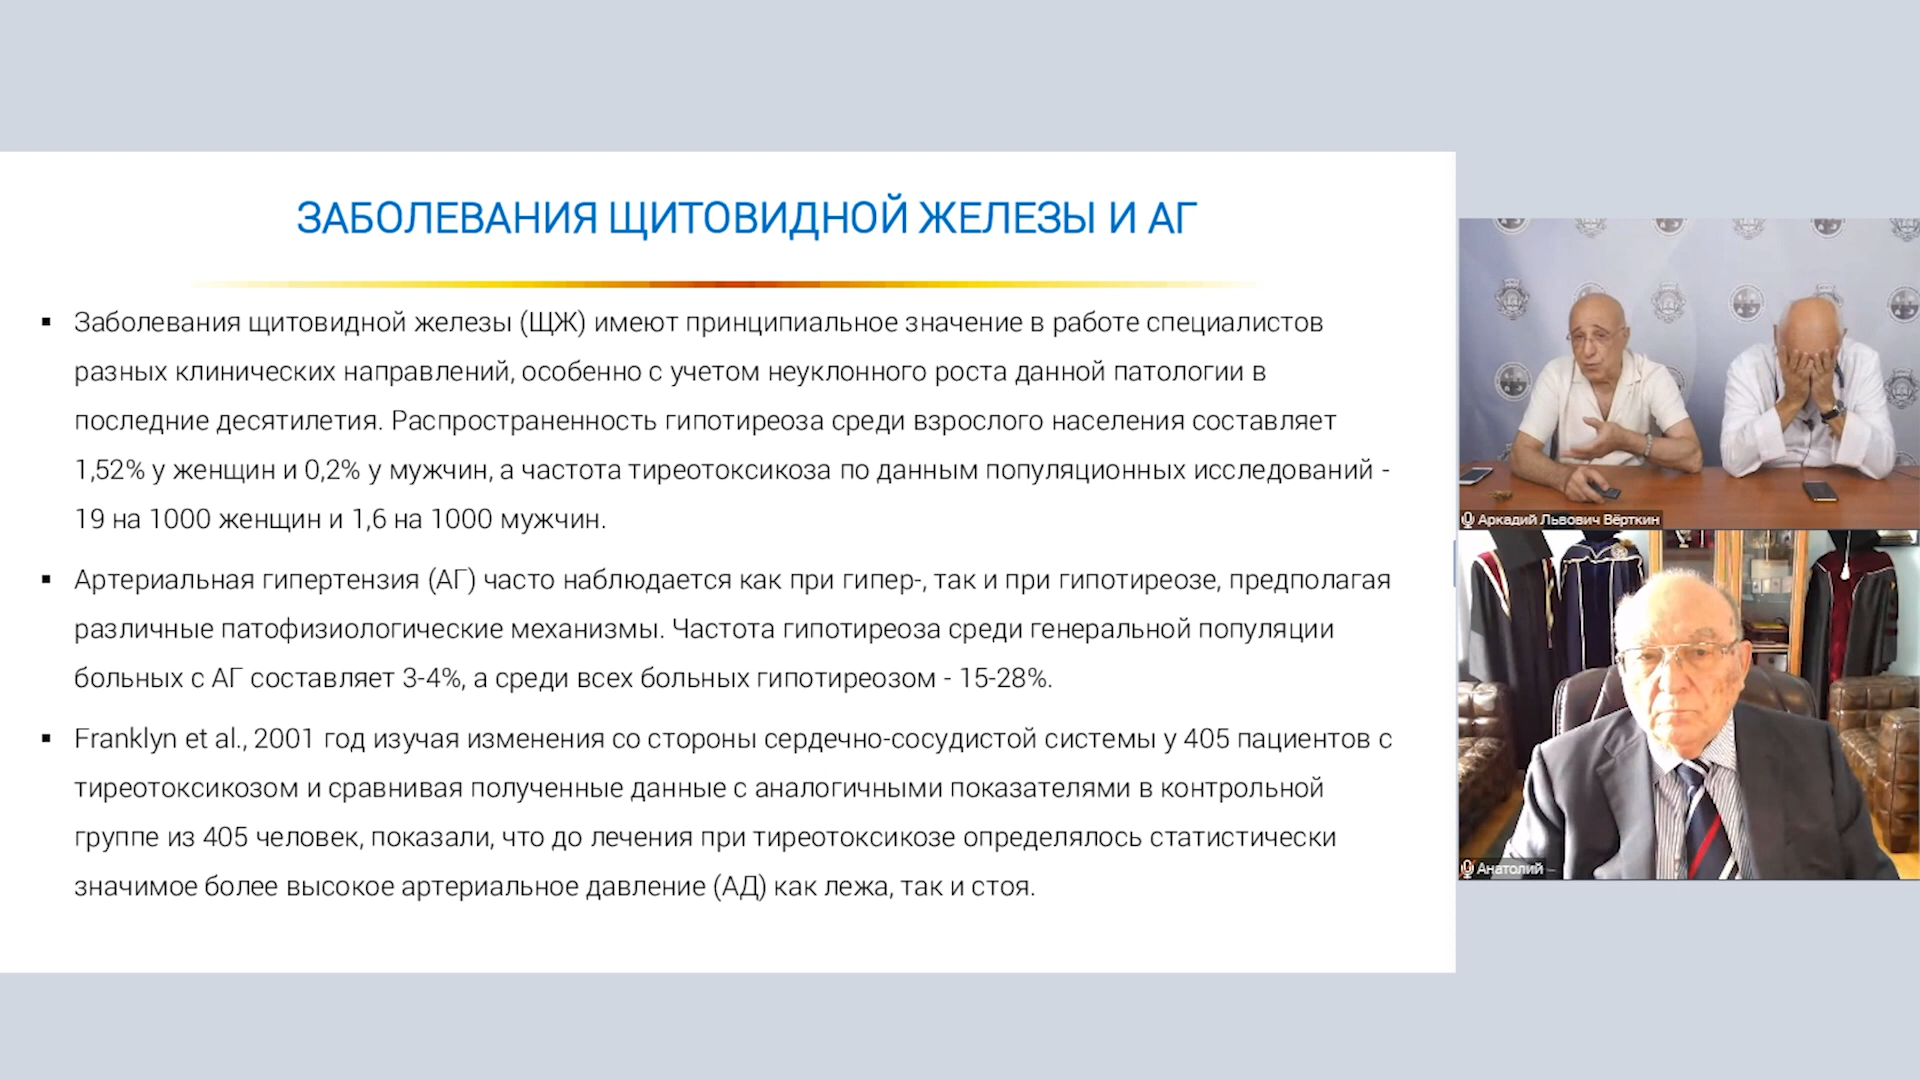 ЗАБОЛЕВАНИЯ ЩИТОВИДНОЙ ЖЕЛЕЗЫ И АГ
▪ Заболевания щитовидной железы (ЩЖ) имеют принципиальное значение в работе специалистов
разных клинических направлений, особенно с учетом неуклонного роста данной патологии в
последние десятилетия. Распространенность гипотиреоза среди взрослого населения составляет
1,52% у женщин и 0,2% у мужчин, а частота тиреотоксикоза по данным популяционных исследований -
19 на 1000 женщин и 1,6 на 1000 мужчин.
▪ Артериальная гипертензия (АГ) часто наблюдается как при гипер-, так и при гипотиреозе, предполагая
различные патофизиологические механизмы. Частота гипотиреоза среди генеральной популяции
больных с АГ составляет 3-4%, а среди всех больных гипотиреозом - 15-28%.
▪ Franklyn et al., 2001 год изучая изменения со стороны сердечно-сосудистой системы у 405 пациентов с
тиреотоксикозом и сравнивая полученные данные с аналогичными показателями в контрольной
группе из 405 человек, показали, что до лечения при тиреотоксикозе определялось статистически
значимое более высокое артериальное давление (АД) как лежа, так и стоя.
Аркадий Львович Вёрткин
Анатолий